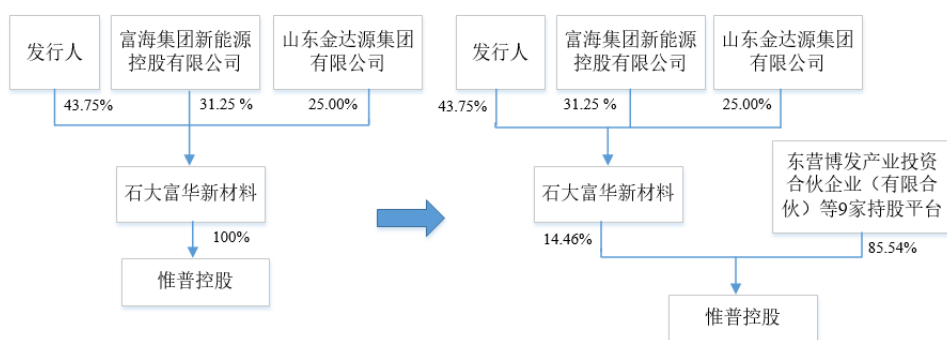 发行人
富海集团新能源
控股有限公司
山东金达源集团
有限公司
43.75%
31.25 %
25.00%
石大富华新材料
100%
惟普控股
发行人
富海集团新能源
控股有限公司
山东金达源集团
有限公司
43.75%
31.25 %
25.00%
石大富华新材料
东营博发产业投资
合伙企业（有限合
伙）等9家持股平台
14.46%
85.54%
惟普控股